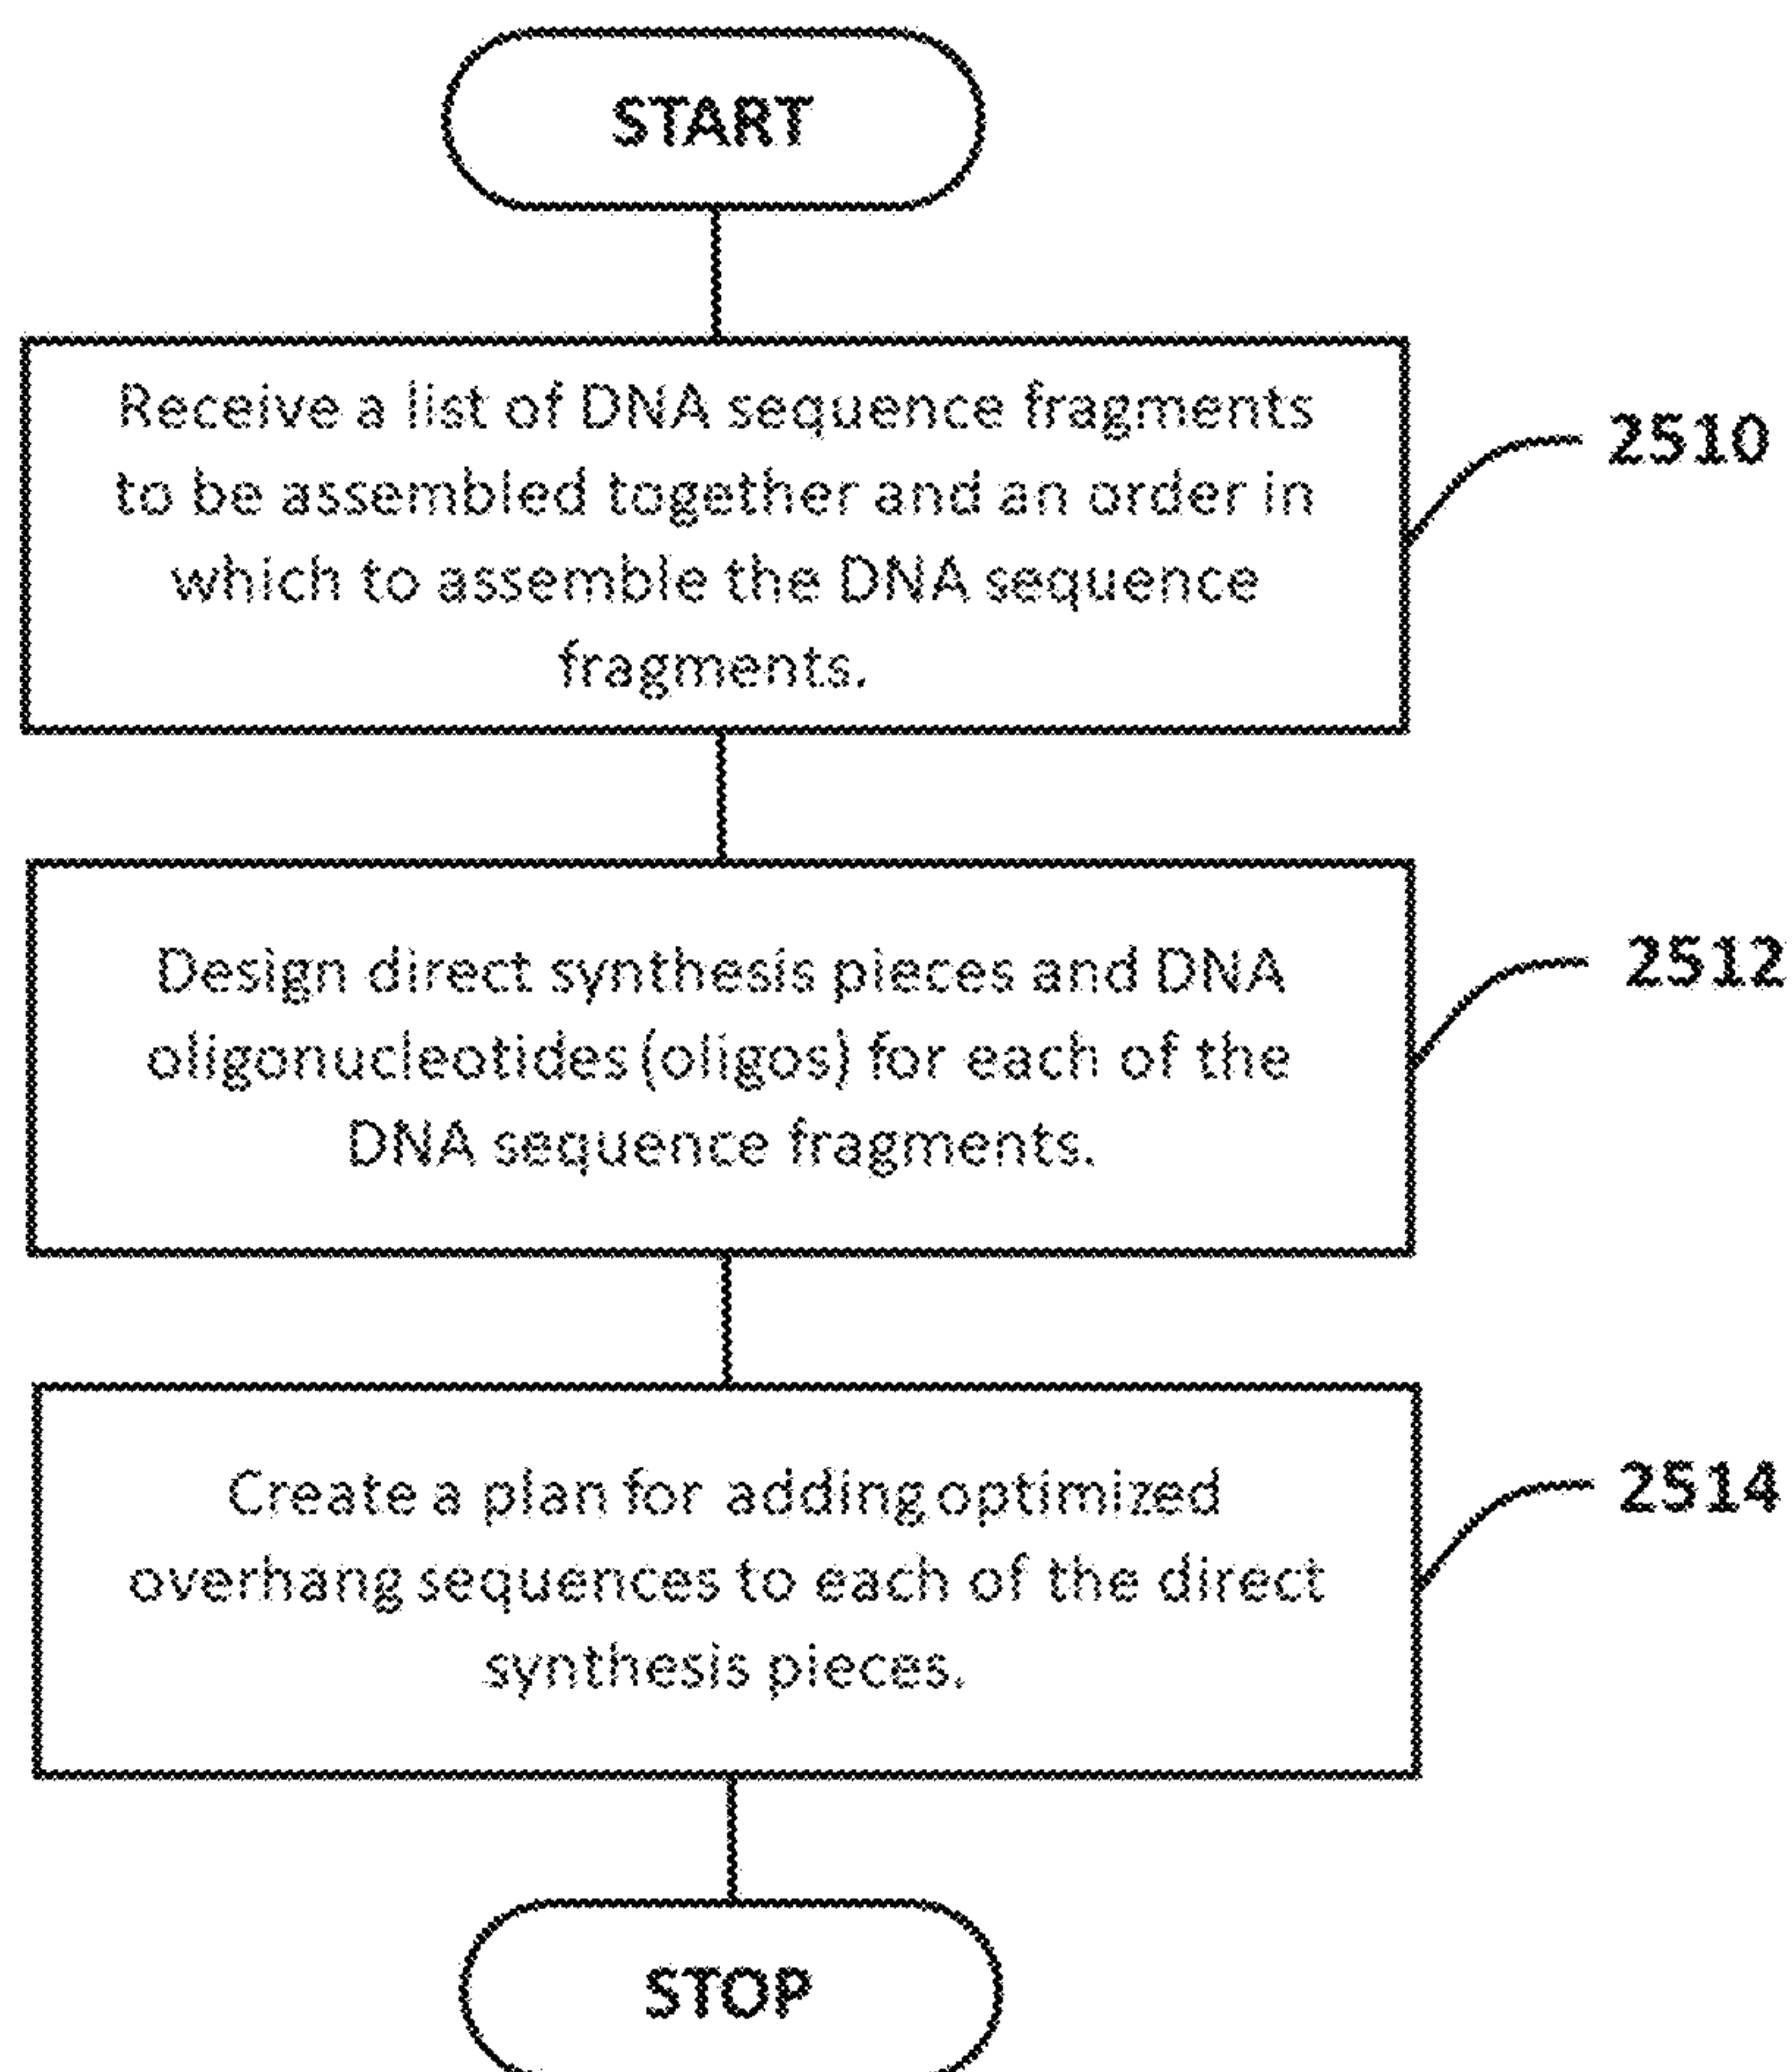 START
Receive a list of DNA sequence fragments
to be assembled together and an order in
which to assemble the DNA sequence
fragments.
2510
Design direct synthesis pieces and DNA
oligonucleotides (oligos) for each of the
DNA sequence fragments.
2512
Create a plan for adding optimized
overhang sequences to each of the direct
synthesis pieces.
2514
STOP